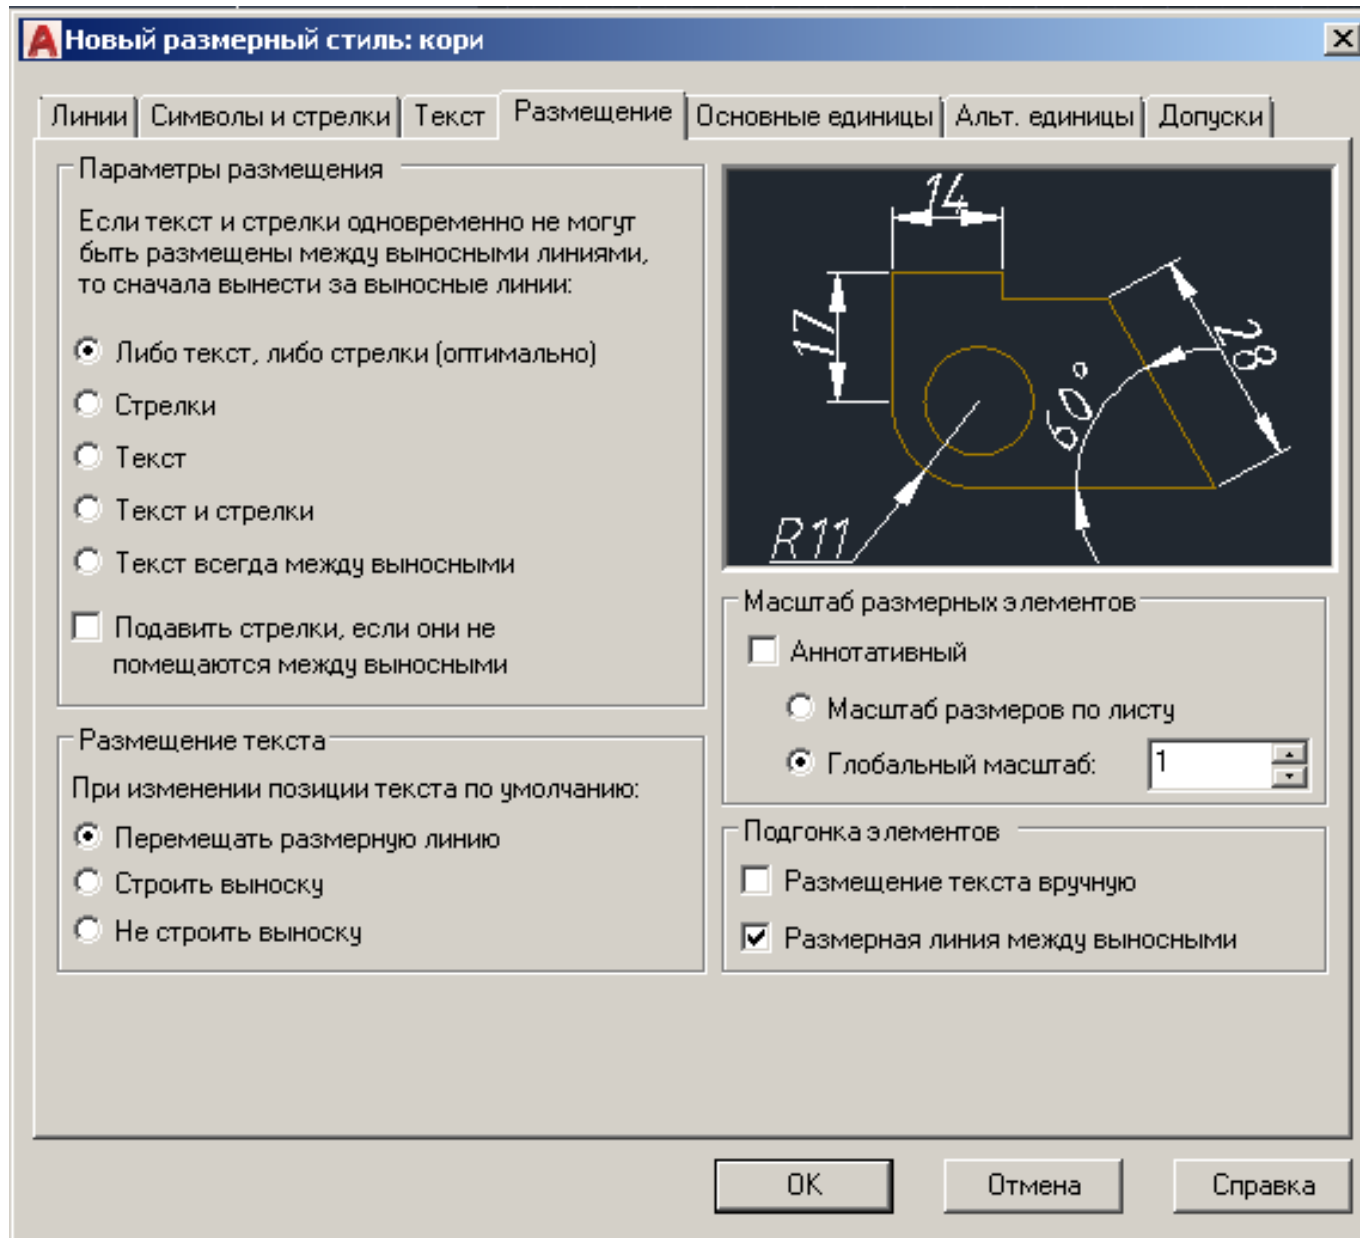 Новый размерный стиль: кори
Линии Символы и стрелки Текст Размещение Основные единицы Альт. единицы Допуски
Параметры размещения
Если текст и стрелки одновременно не могут
быть размещены между выносными линиями,
то сначала вынести за выносные линии:
Либо текст, либо стрелки (оптимально)
Стрелки
Текст
Текст и стрелки
Текст всегда между выносными
Подавить стрелки, если они не
помещаются между выносными
Размещение текста
При изменении позиции текста по умолчанию:
Перемещать размерную линию
Строить выноску
Не строить выноску
14
17
28
60°
R11
Масштаб размерных элементов
Аннотативный
Масштаб размеров по листу
Глобальный масштаб: 1
Подгонка элементов
Размещение текста вручную
Размерная линия между выносными
OK Отмена Справка